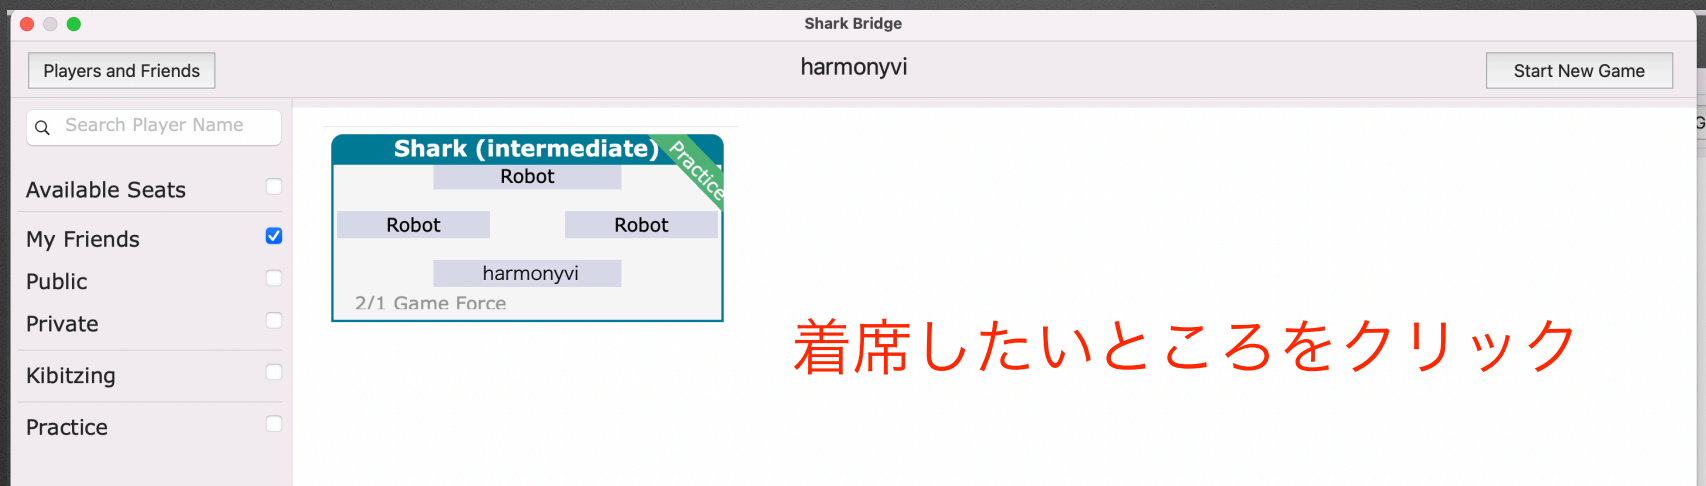 Shark Bridge
Players and Friends
harmonyvi
Start New Game
Search Player Name
Available Seats
My Friends
Public
Private
Kibitzing
Practice
Shark (intermediate)
Practice
Robot
Robot
Robot
harmonyvi
2/1 Game Force
着席したいところをクリック
G